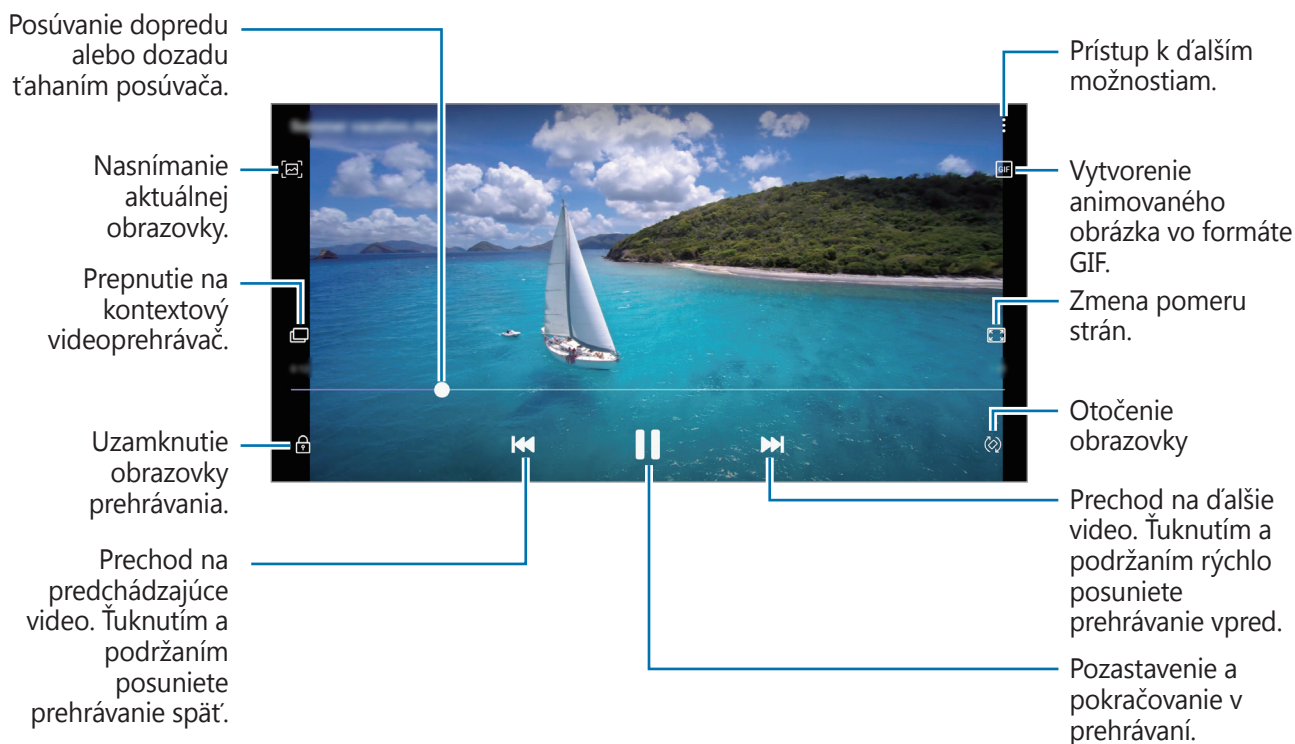 Posúvanie dopredu
alebo dozadu
ťahaním posúvača.
Nasnímanie
aktuálnej
obrazovky.
Prepnutie na
kontextový
videoprehrávač.
Uzamknutie
obrazovky
prehrávania.
Prechod na
predchádzajúce
video. Ťuknutím a
podržaním
posuniete
prehrávanie späť.
GIF
Prístup k ďalším
možnostiam.
Vytvorenie
animovaného
obrázka vo formáte
GIF.
Zmena pomeru
strán.
Otočenie
obrazovky
Prechod na ďalšie
video. Ťuknutím a
podržaním rýchlo
posuniete
prehrávanie vpred.
Pozastavenie a
pokračovanie v
prehrávaní.